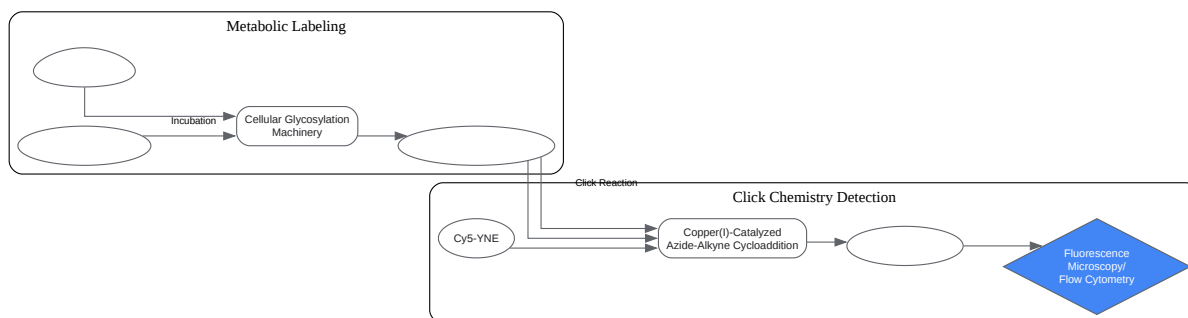 Metabolic Labeling
Incubation
Cellular Glycosylation
Machinery
Click Reaction
Click Chemistry Detection
Cy5-YNE
Copper(I)-Catalyzed
Azide-Alkyne Cycloaddition
Fluorescence
Microscopy/
Flow Cytometry